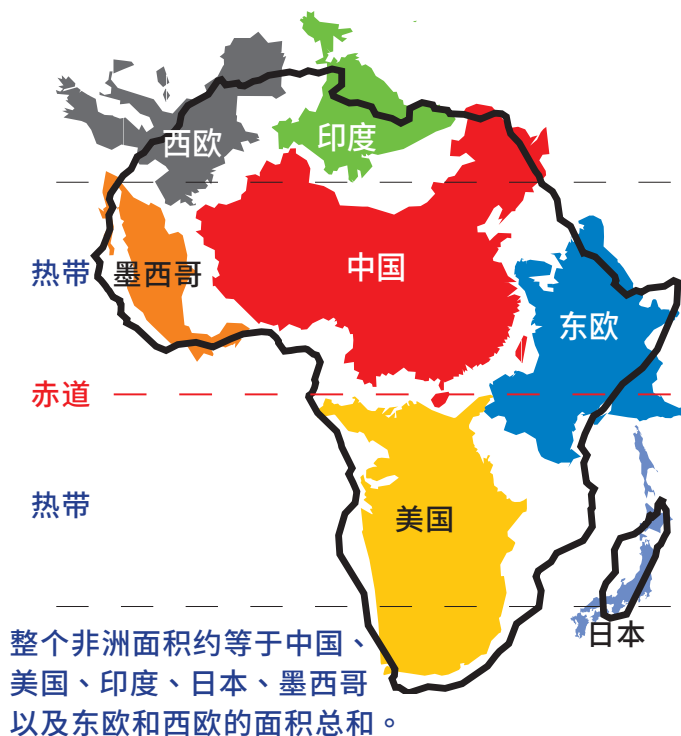 西欧
印度
热带
墨西哥
中国
东欧
赤道
热带
美国
日本
整个非洲面积约等于中国、
美国、印度、日本、墨西哥
以及东欧和西欧的面积总和。